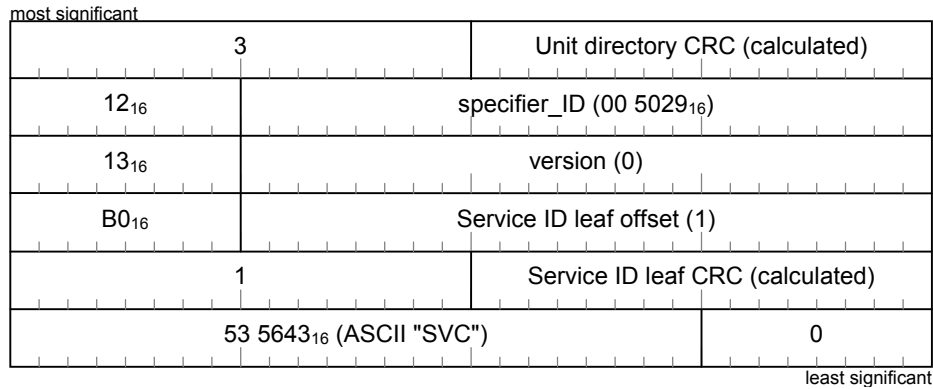 most significant
3 Unit directory CRC (calculated)
12₁₆ specifier_ID (00 5029₁₆)
13₁₆ version (0)
B0₁₆ Service ID leaf offset (1)
1 Service ID leaf CRC (calculated)
53 5643₁₆ (ASCII "SVC") 0
least significant